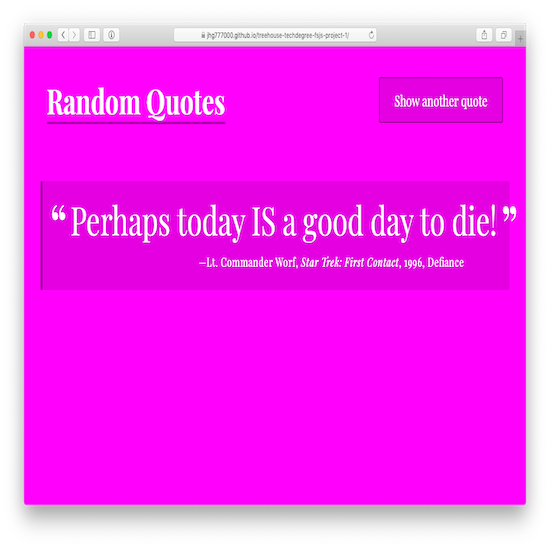 jhg777000.github.io/treehouse-techdegree-fsjs-project-1/
Random Quotes
Show another quote
“ Perhaps today IS a good day to die! ”
—Lt. Commander Worf, Star Trek: First Contact, 1996, Defiance